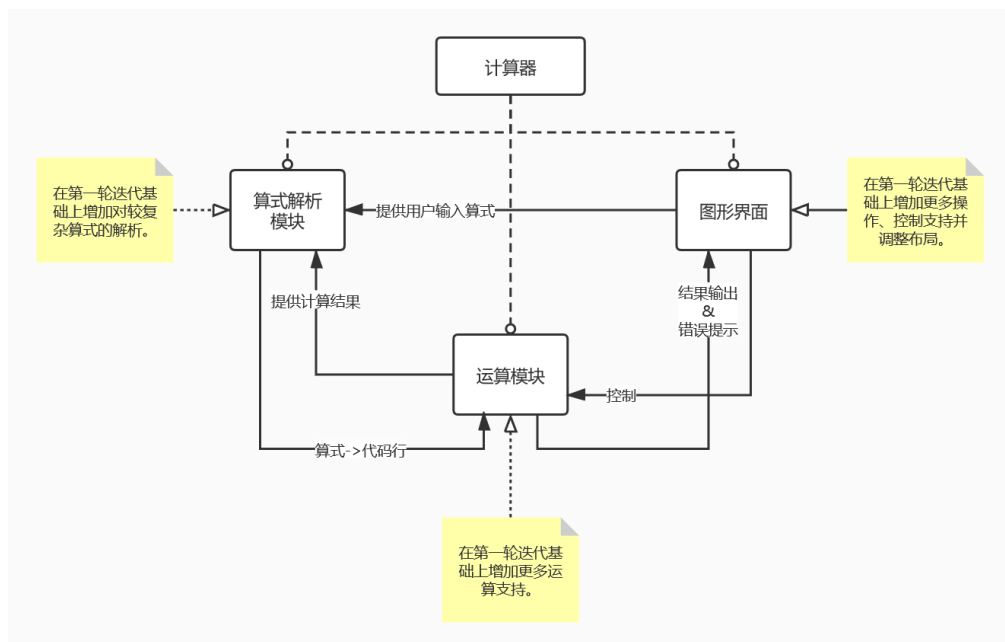 计算器
在第一轮迭代基
础上增加对较复
杂算式的解析。
算式解析
模块
提供用户输入算式
图形界面
在第一轮迭代基
础上增加更多操
作、控制支持并
调整布局。
提供计算结果
结果输出
&
错误提示
运算模块
控制
算式->代码行
在第一轮迭代基
础上增加更多运
算支持。